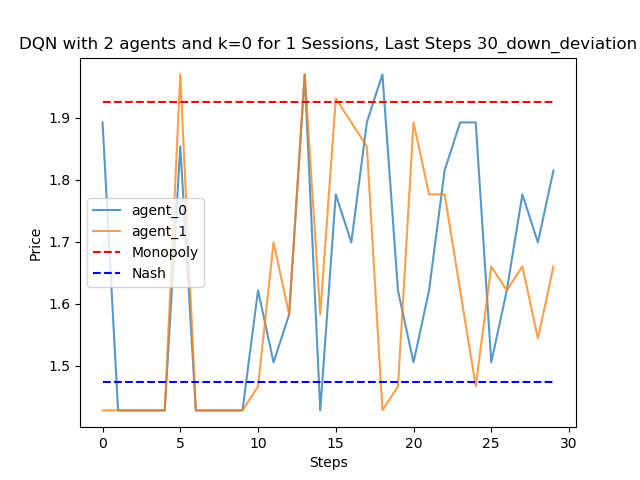 DQN with 2 agents and k=0 for 1 Sessions, Last Steps 30_down_deviation
1.9
1.8
1.7
1.6
1.5
Price
agent_0
agent_1
Monopoly
Nash
0 5 10 15 20 25 30
Steps